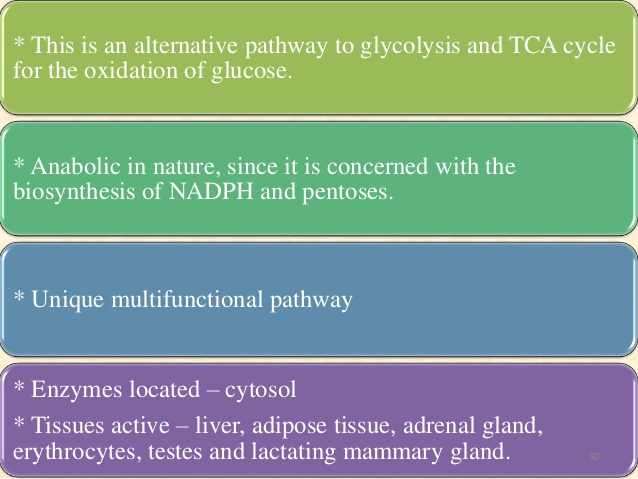 * This is an alternative pathway to glycolysis and TCA cycle
for the oxidation of glucose.
* Anabolic in nature, since it is concerned with the
biosynthesis of NADPH and pentoses.
* Unique multifunctional pathway
* Enzymes located – cytosol
* Tissues active – liver, adipose tissue, adrenal gland,
erythrocytes, testes and lactating mammary gland.
50